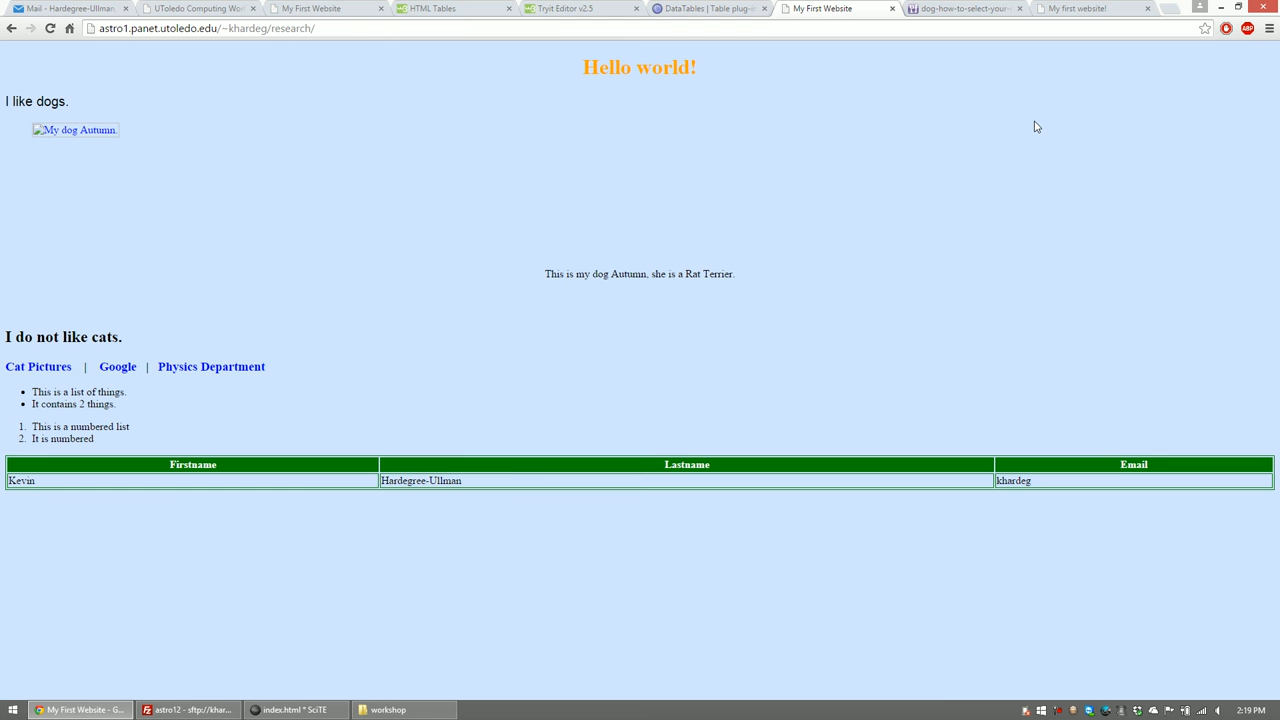 Mail - Hardegree-Ullman,
UToledo Computing Wor
My First Website
HTML Tables
Tryit Editor v2.5
DataTables | Table plug-in
My First Website
dog-how-to-select-your-
My first website!
astro1.panet.utoledo.edu/~khardeg/research/
ABP
Hello world!
I like dogs.
My dog Autumn.
This is my dog Autumn, she is a Rat Terrier.
I do not like cats.
Cat Pictures | Google | Physics Department
• This is a list of things.
• It contains 2 things.
1. This is a numbered list
2. It is numbered
Firstname Lastname Email
Kevin Hardegree-Ullman khardeg
My First Website - G...
astro12 - sftp://khar...
index.html * SciTE
workshop
2:19 PM